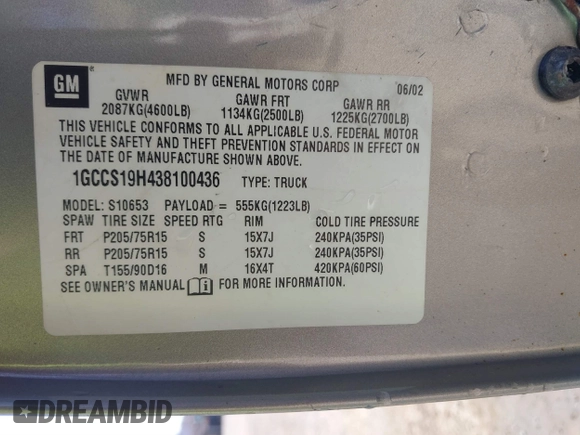 GM ®
MFD BY GENERAL MOTORS CORP 06/02
GVWR GAWR FRT GAWR RR
2087KG(4600LB) 1134KG(2500LB) 1225KG(2700LB)
THIS VEHICLE CONFORMS TO ALL APPLICABLE U.S. FEDERAL MOTOR
VEHICLE SAFETY AND THEFT PREVENTION STANDARDS IN EFFECT ON
THE DATE OF MANUFACTURE SHOWN ABOVE.
1GCCS19H438100436 TYPE: TRUCK
MODEL: S10653 PAYLOAD = 555KG(1223LB)
SPAW TIRE SIZE SPEED RTG RIM COLD TIRE PRESSURE
FRT P205/75R15 S 15X7J 240KPA(35PSI)
RR P205/75R15 S 15X7J 240KPA(35PSI)
SPA T155/90D16 M 16X4T 420KPA(60PSI)
SEE OWNER'S MANUAL i FOR MORE INFORMATION.
DREAMBID